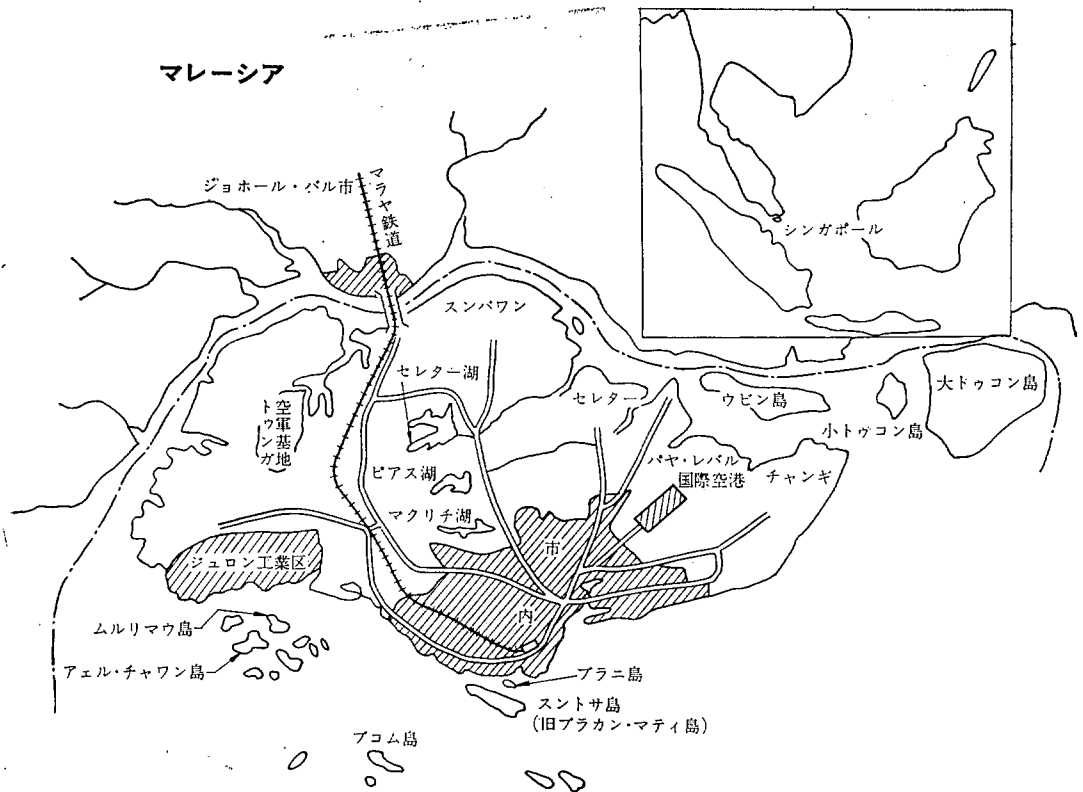 マレーシア
シンガポール
ジョホール・バル市
マラヤ鉄道
スンバワン
セレター湖
セレター
ウビン島
大トゥコン島
小トゥコン島
空軍基地
トゥンガ
ピアス湖
パヤ・レバル
国際空港
チャンギ
マクリチ湖
市内
ジュロン工業区
ムルリマウ島
アェル・チャワン島
ブラニ島
スントサ島
(旧ブラカン・マティ島)
ブコム島